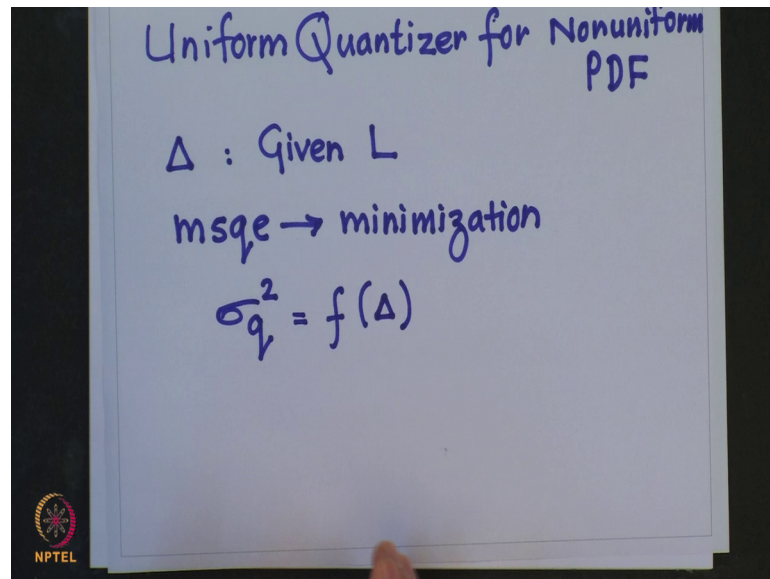 Uniform Quantizer for Nonuniform
PDF
Δ : Given L
msqe → minimization
σq² = f(Δ)
NPTEL